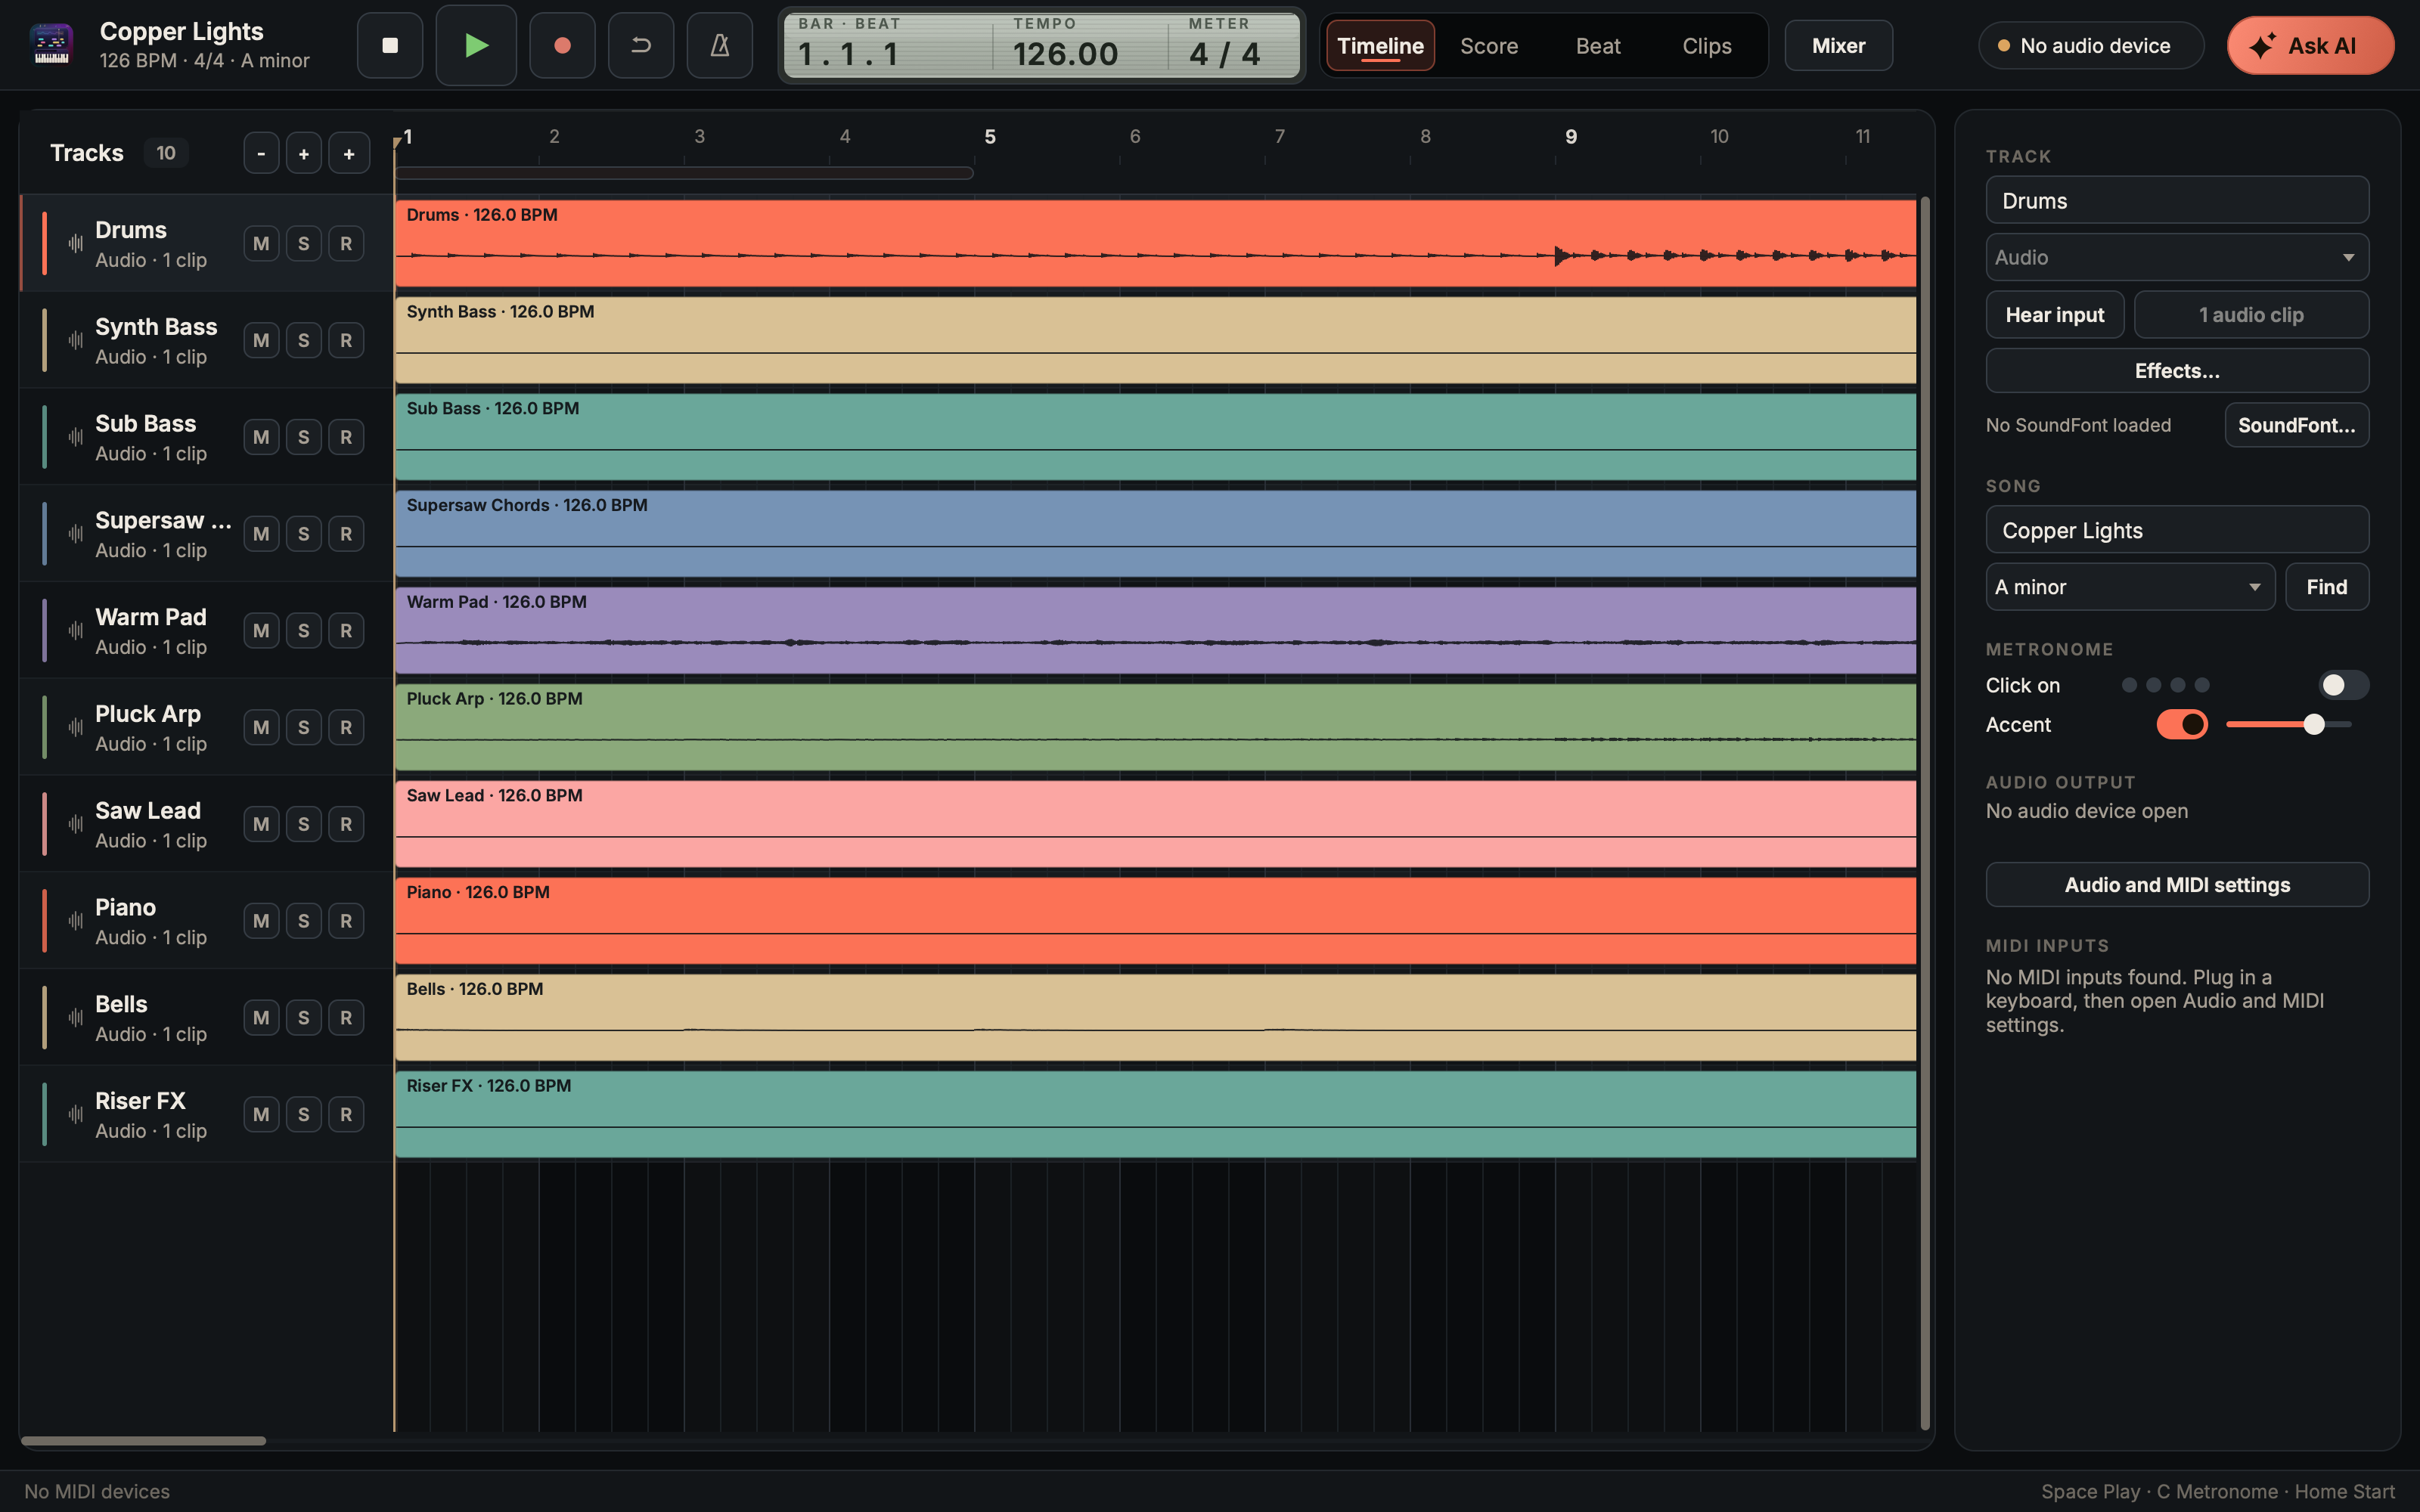 Copper Lights
126 BPM · 4/4 · A minor
BAR · BEAT
1 . 1 . 1
TEMPO
126.00
METER
4 / 4
Timeline
Score
Beat
Clips
Mixer
No audio device
Ask AI
Tracks
10
-
+
+
1
2
3
4
5
6
7
8
9
10
11
Drums
Audio · 1 clip
M S R
Drums · 126.0 BPM
Synth Bass
Audio · 1 clip
M S R
Synth Bass · 126.0 BPM
Sub Bass
Audio · 1 clip
M S R
Sub Bass · 126.0 BPM
Supersaw ...
Audio · 1 clip
M S R
Supersaw Chords · 126.0 BPM
Warm Pad
Audio · 1 clip
M S R
Warm Pad · 126.0 BPM
Pluck Arp
Audio · 1 clip
M S R
Pluck Arp · 126.0 BPM
Saw Lead
Audio · 1 clip
M S R
Saw Lead · 126.0 BPM
Piano
Audio · 1 clip
M S R
Piano · 126.0 BPM
Bells
Audio · 1 clip
M S R
Bells · 126.0 BPM
Riser FX
Audio · 1 clip
M S R
Riser FX · 126.0 BPM
TRACK
Drums
Audio
Hear input
1 audio clip
Effects...
No SoundFont loaded
SoundFont...
SONG
Copper Lights
A minor
Find
METRONOME
Click on
Accent
AUDIO OUTPUT
No audio device open
Audio and MIDI settings
MIDI INPUTS
No MIDI inputs found. Plug in a
keyboard, then open Audio and MIDI
settings.
No MIDI devices
Space Play · C Metronome · Home Start